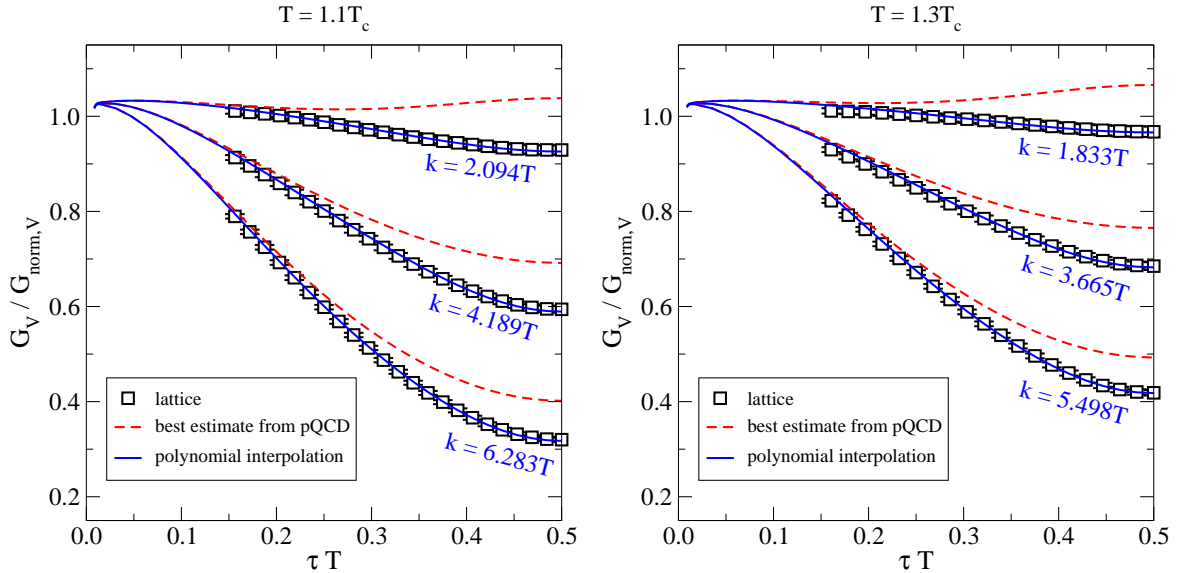 T = 1.1T_c
G_V / G_norm,V
1.0
0.8
0.6
0.4
0.2
k = 2.094T
k = 4.189T
k = 6.283T
lattice
best estimate from pQCD
polynomial interpolation
0.0 0.1 0.2 0.3 0.4 0.5
τ T
T = 1.3T_c
G_V / G_norm,V
1.0
0.8
0.6
0.4
0.2
k = 1.833T
k = 3.665T
k = 5.498T
lattice
best estimate from pQCD
polynomial interpolation
0.0 0.1 0.2 0.3 0.4 0.5
τ T